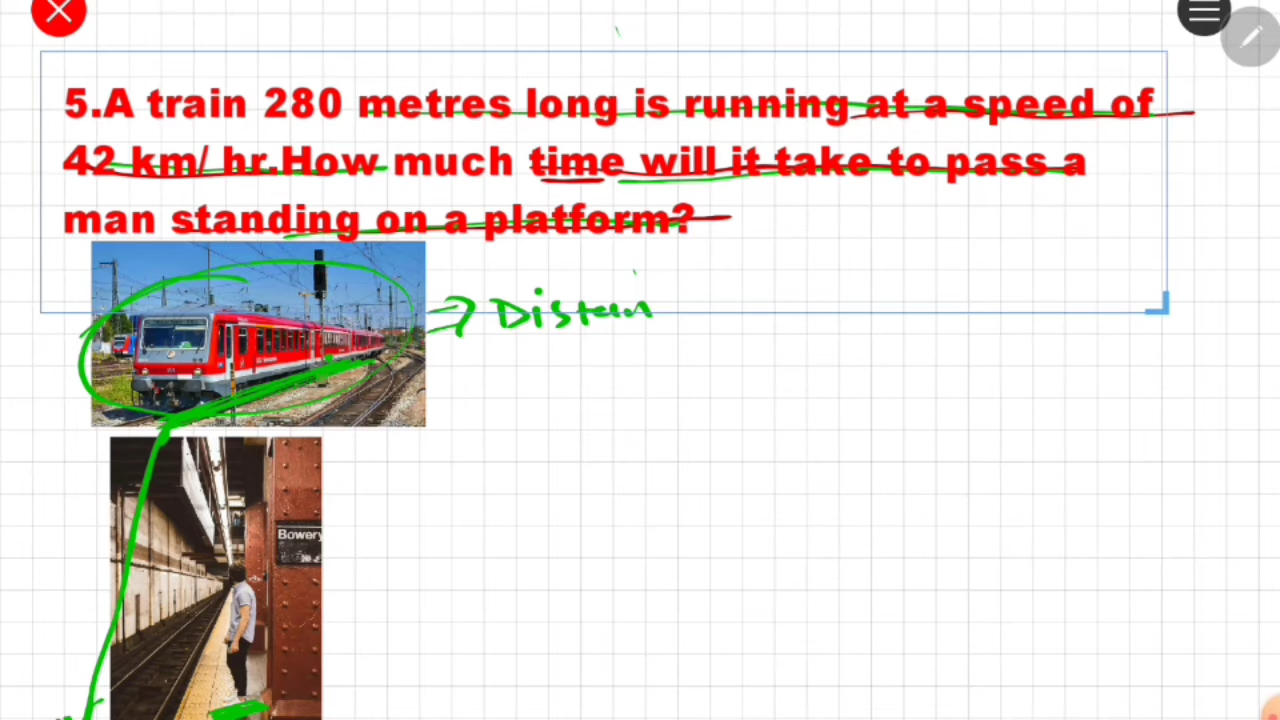 5.A train 280 metres long is running at a speed of
42 km/ hr.How much time will it take to pass a
man standing on a platform?
Bowery